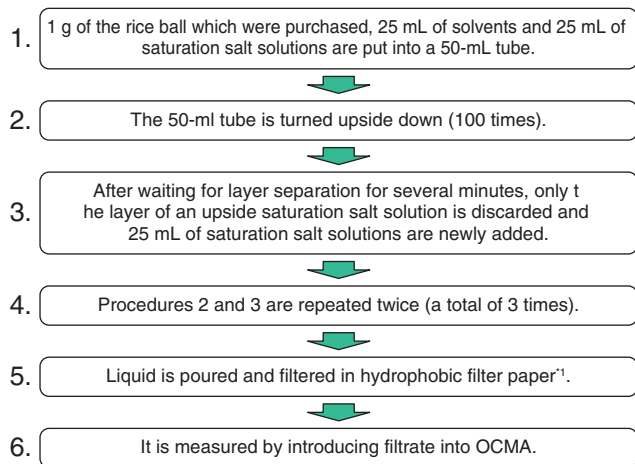 1. 1 g of the rice ball which were purchased, 25 mL of solvents and 25 mL of
saturation salt solutions are put into a 50-mL tube.
2. The 50-ml tube is turned upside down (100 times).
3. After waiting for layer separation for several minutes, only t
he layer of an upside saturation salt solution is discarded and
25 mL of saturation salt solutions are newly added.
4. Procedures 2 and 3 are repeated twice (a total of 3 times).
5. Liquid is poured and filtered in hydrophobic filter paper*1.
6. It is measured by introducing filtrate into OCMA.